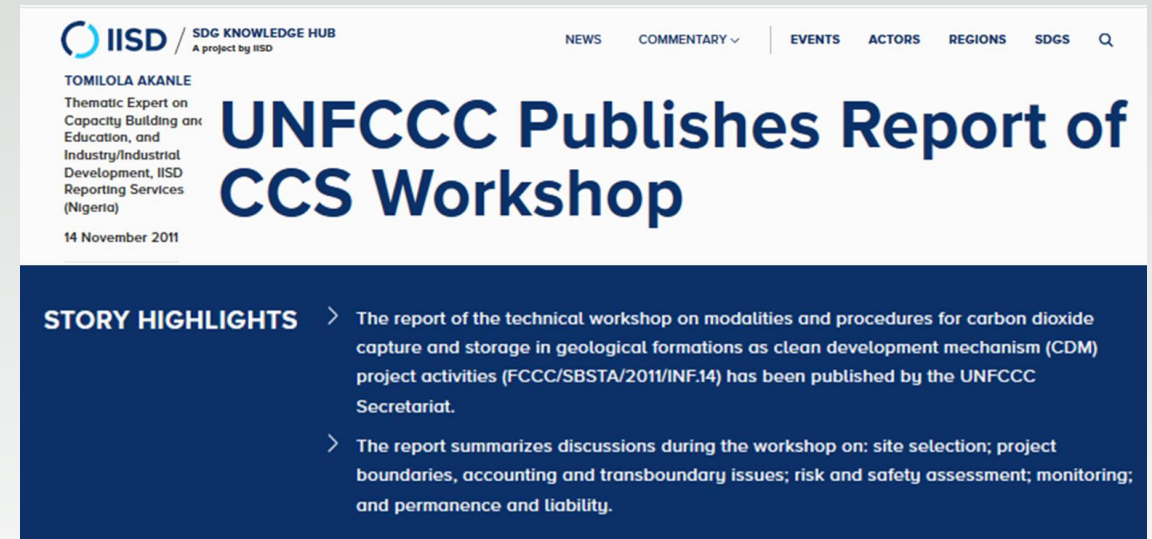 IISD / SDG KNOWLEDGE HUB
A project by IISD
NEWS COMMENTARY EVENTS ACTORS REGIONS SDGS
TOMILOLA AKANLE
Thematic Expert on
Capacity Building and
Education, and
Industry/Industrial
Development, IISD
Reporting Services
(Nigeria)
14 November 2011
UNFCCC Publishes Report of
CCS Workshop
STORY HIGHLIGHTS
The report of the technical workshop on modalities and procedures for carbon dioxide
capture and storage in geological formations as clean development mechanism (CDM)
project activities (FCCC/SBSTA/2011/INF.14) has been published by the UNFCCC
Secretariat.
The report summarizes discussions during the workshop on: site selection; project
boundaries, accounting and transboundary issues; risk and safety assessment; monitoring;
and permanence and liability.